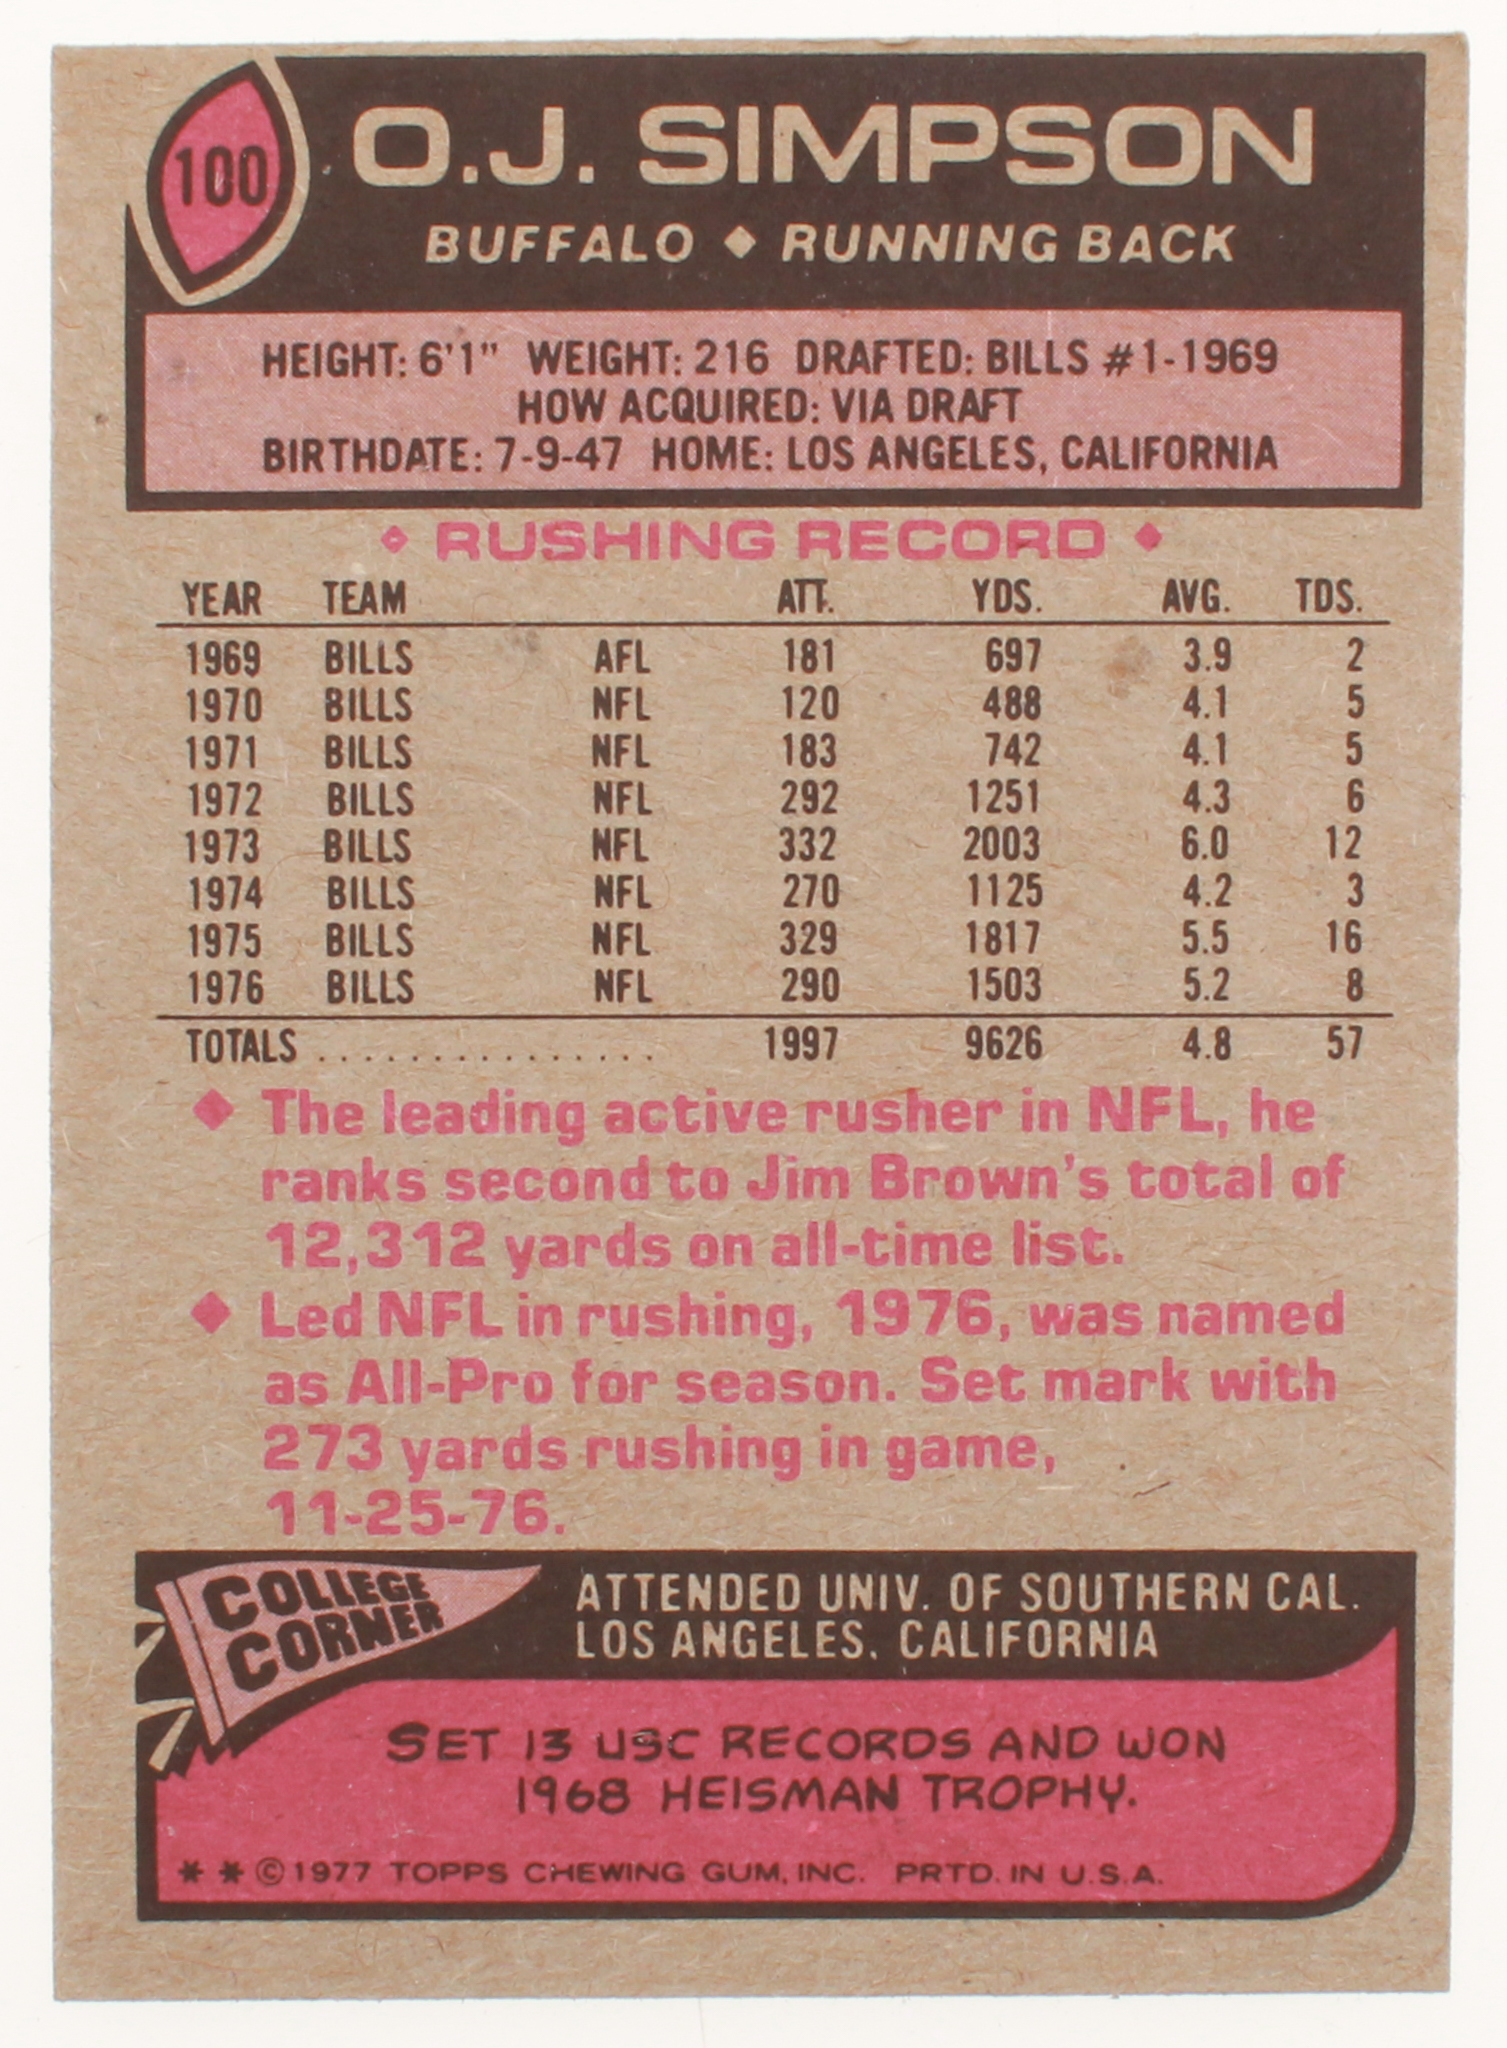 100
O.J. SIMPSON
BUFFALO ◆ RUNNING BACK
HEIGHT: 6'1" WEIGHT: 216 DRAFTED: BILLS #1-1969
HOW ACQUIRED: VIA DRAFT
BIRTHDATE: 7-9-47 HOME: LOS ANGELES, CALIFORNIA
◆ RUSHING RECORD ◆
YEAR TEAM ATT. YDS. AVG. TDS.
1969 BILLS AFL 181 697 3.9 2
1970 BILLS NFL 120 488 4.1 5
1971 BILLS NFL 183 742 4.1 5
1972 BILLS NFL 292 1251 4.3 6
1973 BILLS NFL 332 2003 6.0 12
1974 BILLS NFL 270 1125 4.2 3
1975 BILLS NFL 329 1817 5.5 16
1976 BILLS NFL 290 1503 5.2 8
TOTALS ............... 1997 9626 4.8 57
◆ The leading active rusher in NFL, he
ranks second to Jim Brown's total of
12,312 yards on all-time list.
◆ Led NFL in rushing, 1976, was named
as All-Pro for season. Set mark with
273 yards rushing in game,
11-25-76.
COLLEGE
CORNER
ATTENDED UNIV. OF SOUTHERN CAL.
LOS ANGELES, CALIFORNIA
SET 13 USC RECORDS AND WON
1968 HEISMAN TROPHY.
* * © 1977 TOPPS CHEWING GUM, INC. PRTD. IN U.S.A.